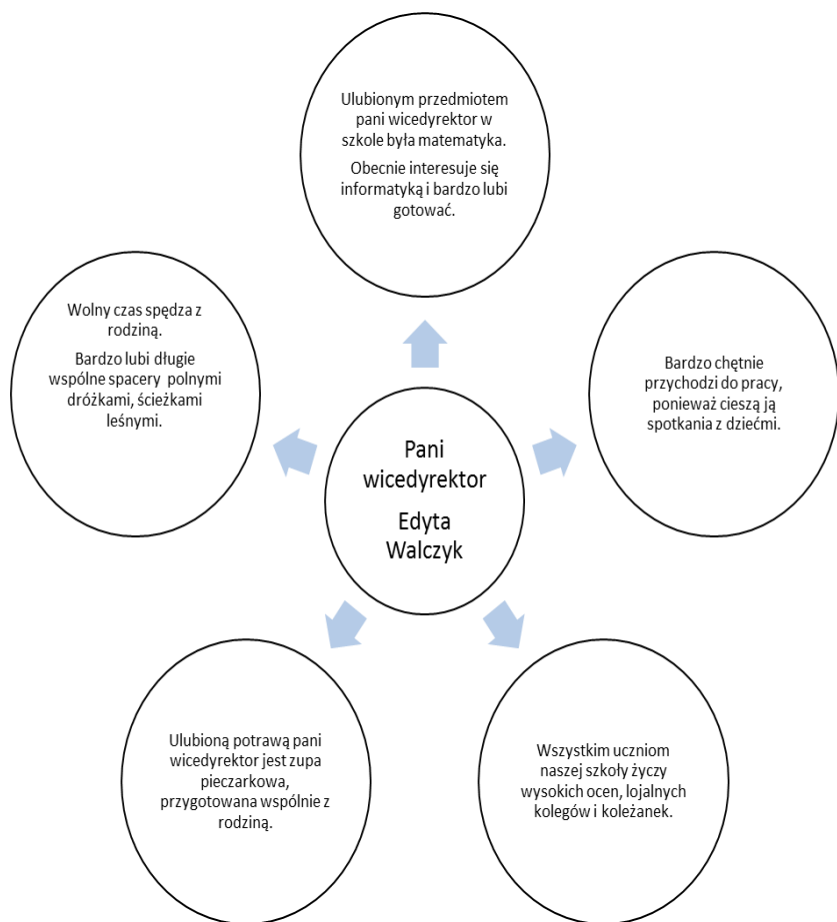 Ulubionym przedmiotem
pani wicedyrektor w
szkole była matematyka.
Obecnie interesuje się
informatyką i bardzo lubi
gotować.
Wolny czas spędza z
rodziną.
Bardzo lubi długie
wspólne spacery polnymi
dróżkami, ścieżkami
leśnymi.
Bardzo chętnie
przychodzi do pracy,
ponieważ cieszą ją
spotkania z dziećmi.
Pani
wicedyrektor
Edyta
Walczyk
Ulubioną potrawą pani
wicedyrektor jest zupa
pieczarkowa,
przygotowana wspólnie z
rodziną.
Wszystkim uczniom
naszej szkoły życzy
wysokich ocen, lojalnych
kolegów i koleżanek.